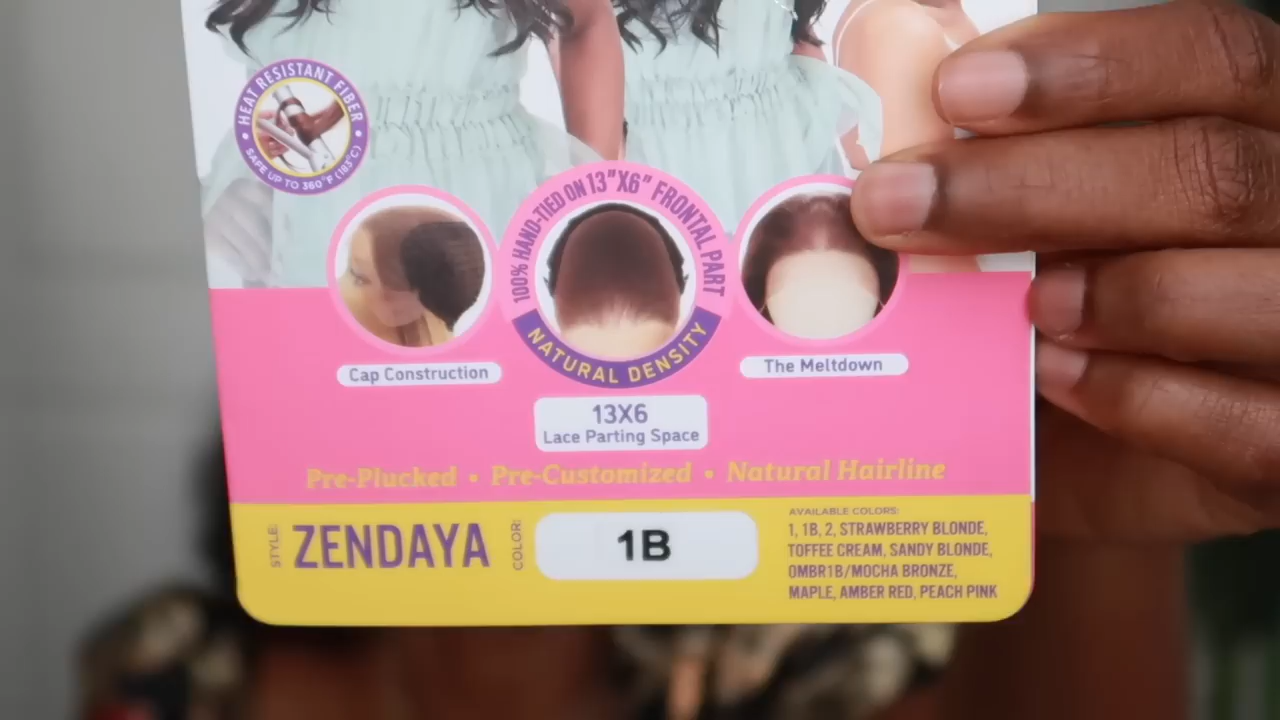 HEAT RESISTANT FIBER
SAFE UP TO 360°F (183°C)
100% HAND-TIED ON 13"X6" FRONTAL PART
NATURAL DENSITY
Cap Construction
The Meltdown
13X6
Lace Parting Space
Pre-Plucked • Pre-Customized • Natural Hairline
STYLE: ZENDAYA COLOR: 1B
AVAILABLE COLORS:
1, 1B, 2, STRAWBERRY BLONDE,
TOFFEE CREAM, SANDY BLONDE,
OMBR1B/MOCHA BRONZE,
MAPLE, AMBER RED, PEACH PINK